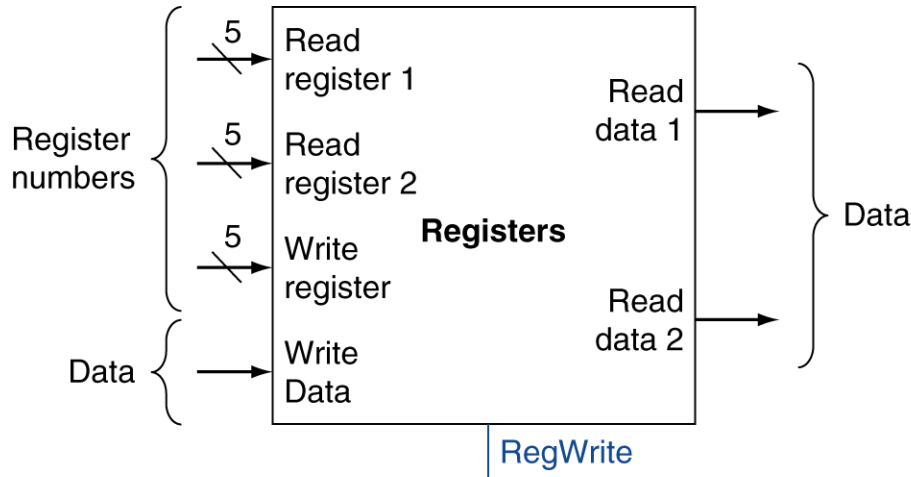 Register
numbers
Data
5
Read
register 1
5
Read
register 2
5
Write
register
Write
Data
Registers
Read
data 1
Read
data 2
Data
RegWrite